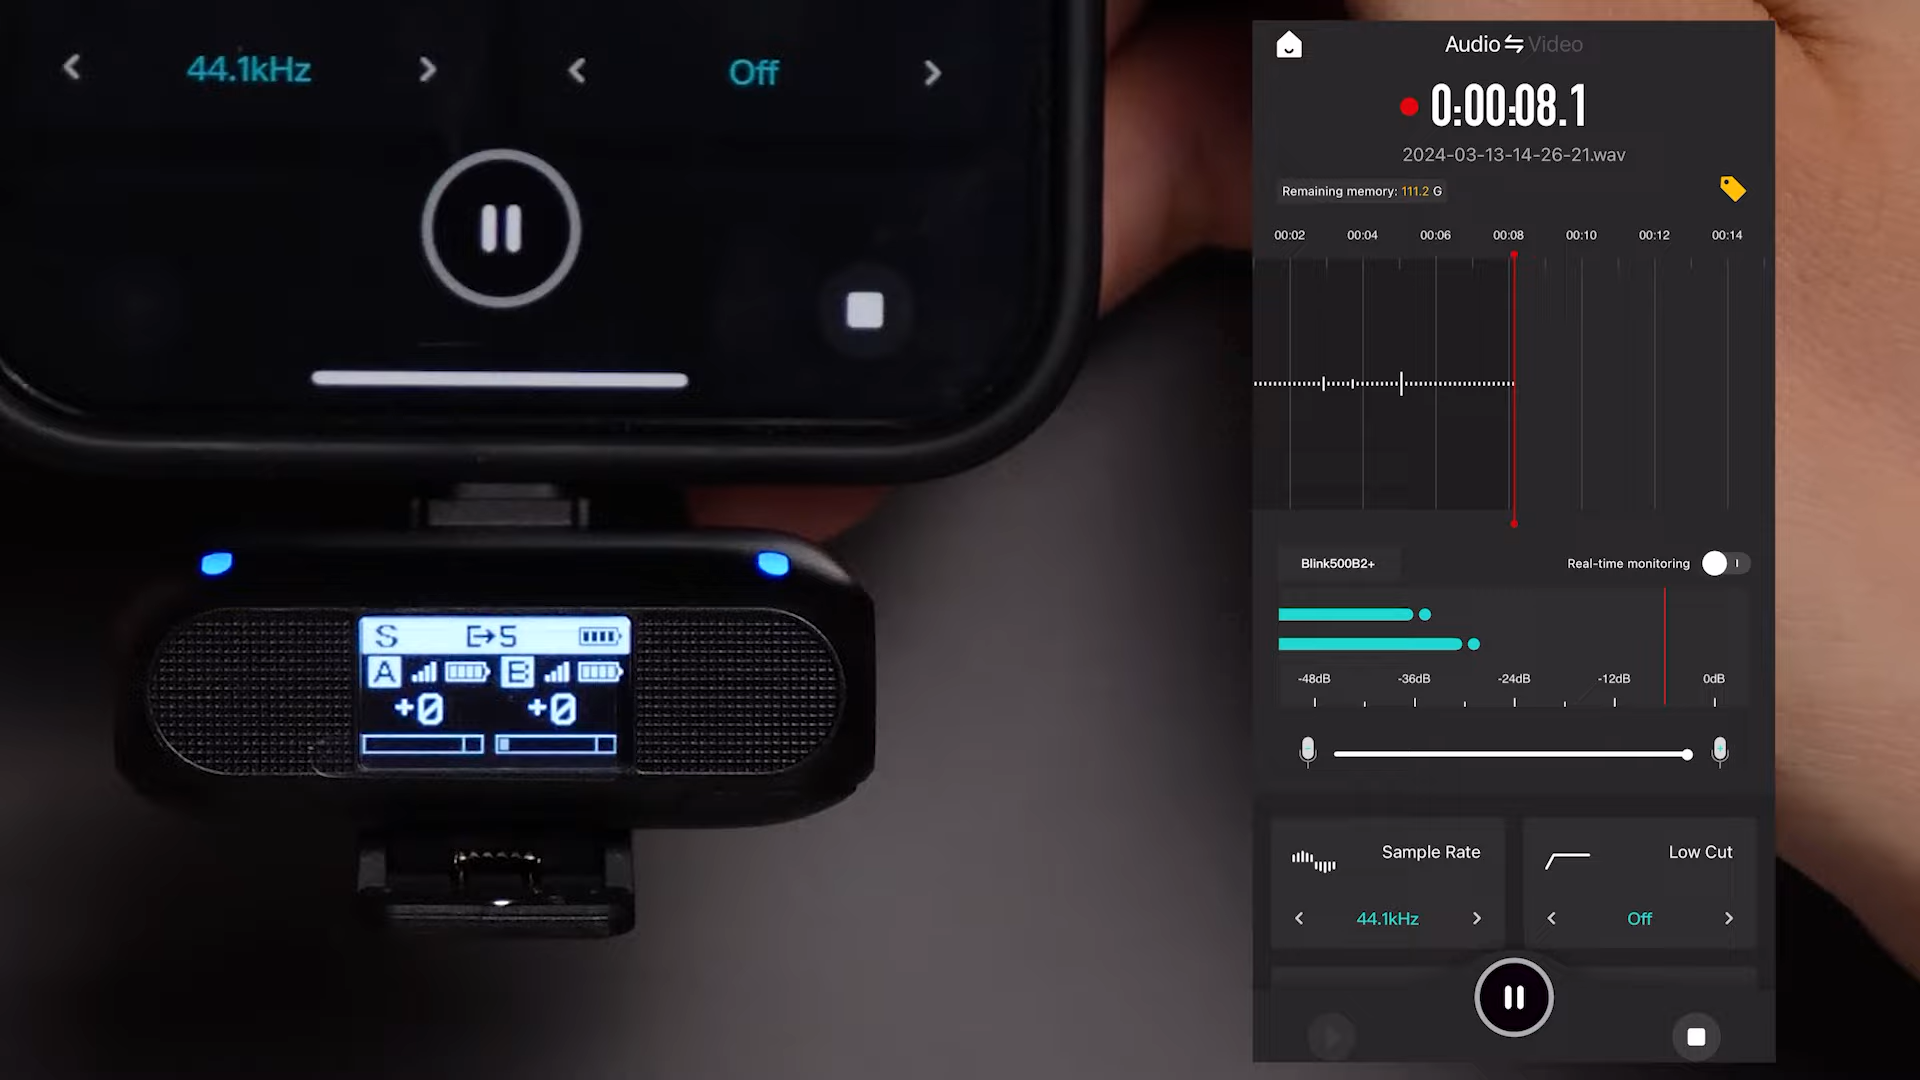 44.1kHz
Off
S 5
A B
+0 +0
Audio Video
0:00:08.1
2024-03-13-14-26-21.wav
Remaining memory: 111.2 G
00:02 00:04 00:06 00:08 00:10 00:12 00:14
Blink500B2+
Real-time monitoring
-48dB -36dB -24dB -12dB 0dB
Sample Rate
Low Cut
44.1kHz
Off